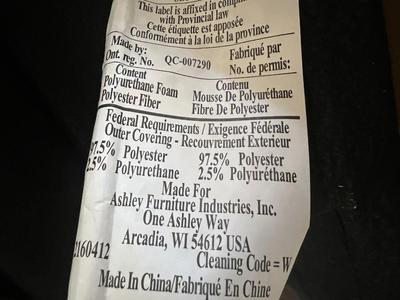 This label is affixed in compli
with Provincial law
Cette étiquette est apposée
Conformément à la loi de la province
Made by: Fabriqué par
Ont. reg. No. QC-007290 No. de permis:
Content Contenu
Polyurethane Foam Mousse De Polyuréthane
Polyester Fiber Fibre De Polyester
Federal Requirements / Exigence Fédérale
Outer Covering - Recouvrement Exterieur
97.5% Polyester 97.5% Polyester
2.5% Polyurethane 2.5% Polyuréthane
Made For
Ashley Furniture Industries, Inc.
One Ashley Way
Arcadia, WI 54612 USA
2160412 Cleaning Code = W
Made In China/Fabriqué En Chine